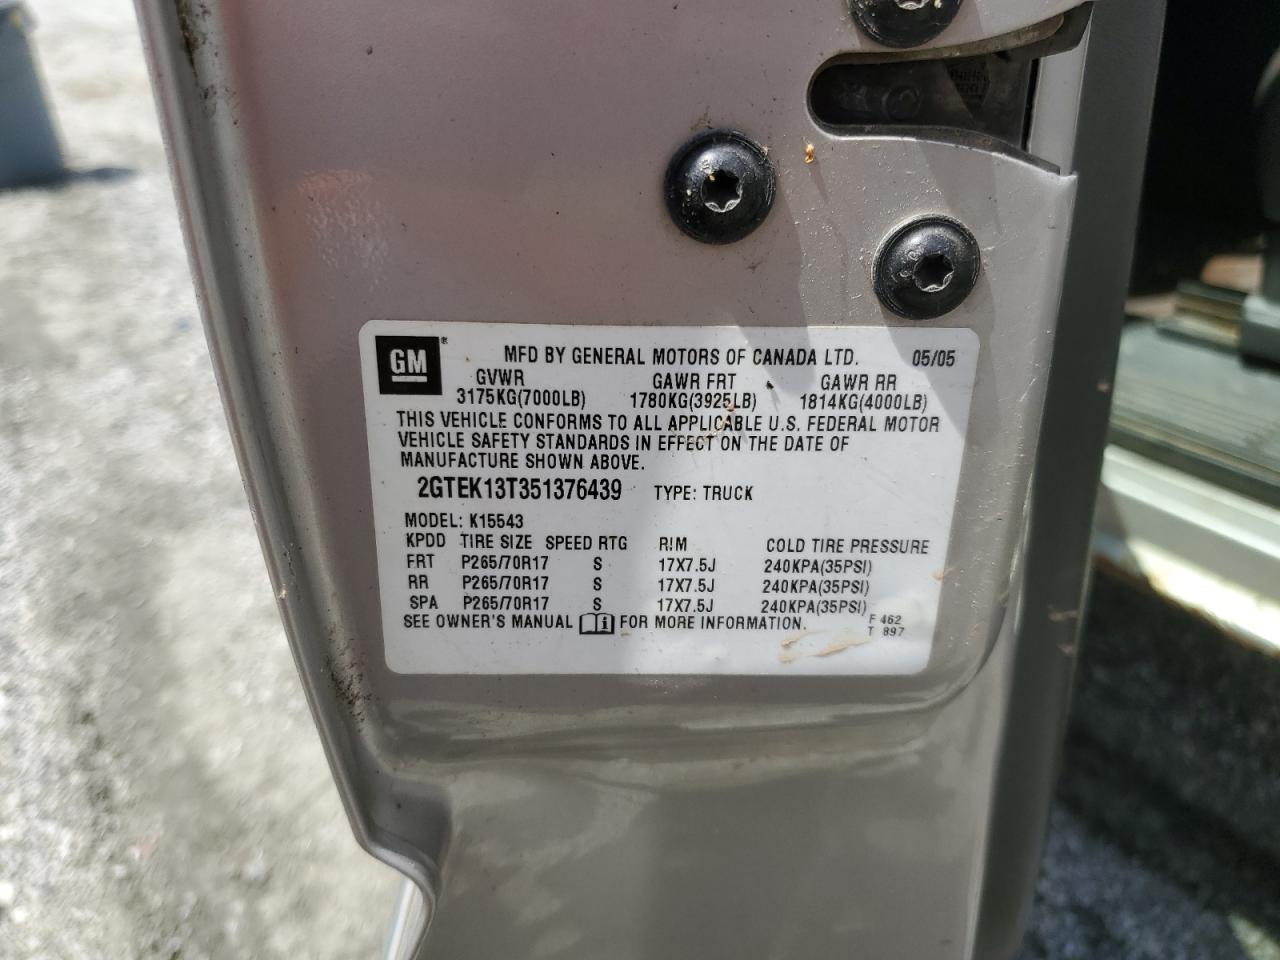 GM ® MFD BY GENERAL MOTORS OF CANADA LTD. 05/05
GVWR GAWR FRT GAWR RR
3175KG(7000LB) 1780KG(3925LB) 1814KG(4000LB)
THIS VEHICLE CONFORMS TO ALL APPLICABLE U.S. FEDERAL MOTOR
VEHICLE SAFETY STANDARDS IN EFFECT ON THE DATE OF
MANUFACTURE SHOWN ABOVE.
2GTEK13T351376439 TYPE: TRUCK
MODEL: K15543
KPDD TIRE SIZE SPEED RTG RIM COLD TIRE PRESSURE
FRT P265/70R17 S 17X7.5J 240KPA(35PSI)
RR P265/70R17 S 17X7.5J 240KPA(35PSI)
SPA P265/70R17 S 17X7.5J 240KPA(35PSI)
SEE OWNER'S MANUAL i FOR MORE INFORMATION.
F 462
T 897